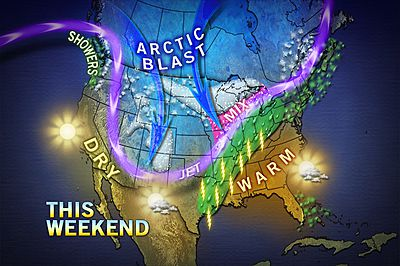 SHOWERS
ARCTIC
BLAST
MIX
DRY
JET
WARM
THIS
WEEKEND